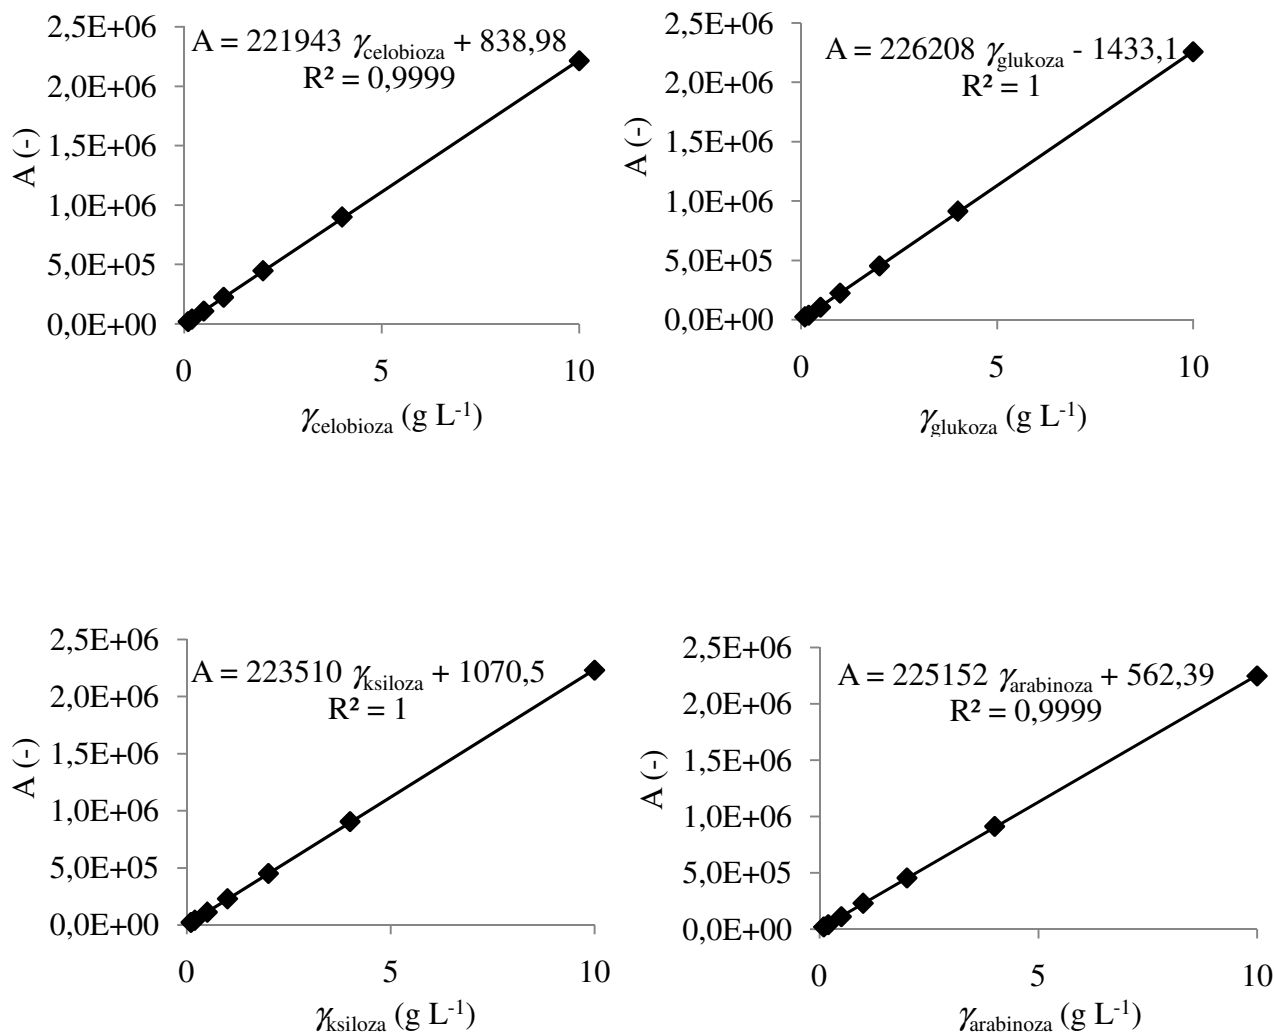 A = 221943 γcelobioza + 838,98
R² = 0,9999
A (-)
2,5E+06
2,0E+06
1,5E+06
1,0E+06
5,0E+05
0,0E+00
0 5 10
γcelobioza (g L⁻¹)
A = 226208 γglukoza - 1433,1
R² = 1
A (-)
2,5E+06
2,0E+06
1,5E+06
1,0E+06
5,0E+05
0,0E+00
0 5 10
γglukoza (g L⁻¹)
A = 223510 γksiloza + 1070,5
R² = 1
A (-)
2,5E+06
2,0E+06
1,5E+06
1,0E+06
5,0E+05
0,0E+00
0 5 10
γksiloza (g L⁻¹)
A = 225152 γarabinoza + 562,39
R² = 0,9999
A (-)
2,5E+06
2,0E+06
1,5E+06
1,0E+06
5,0E+05
0,0E+00
0 5 10
γarabinoza (g L⁻¹)